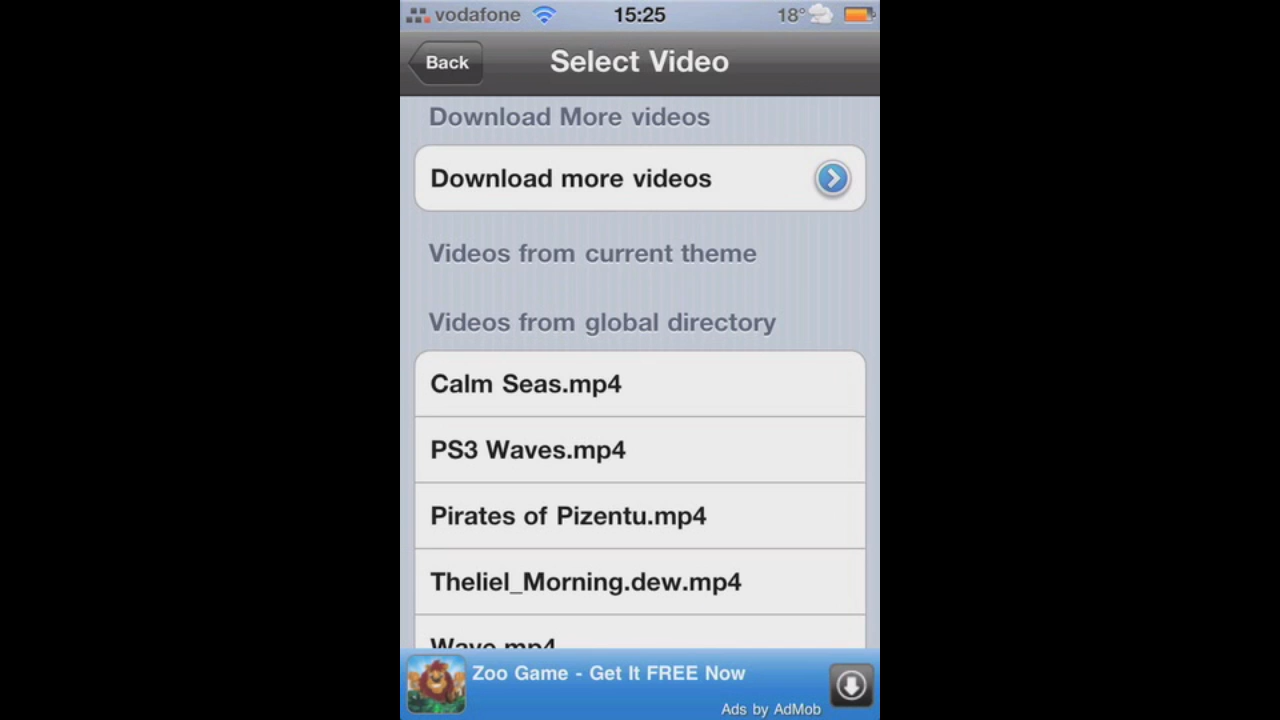 vodafone 15:25 18°
Back Select Video
Download More videos
Download more videos
Videos from current theme
Videos from global directory
Calm Seas.mp4
PS3 Waves.mp4
Pirates of Pizentu.mp4
Theliel_Morning.dew.mp4
Wave.mp4
Zoo Game - Get It FREE Now
Ads by AdMob